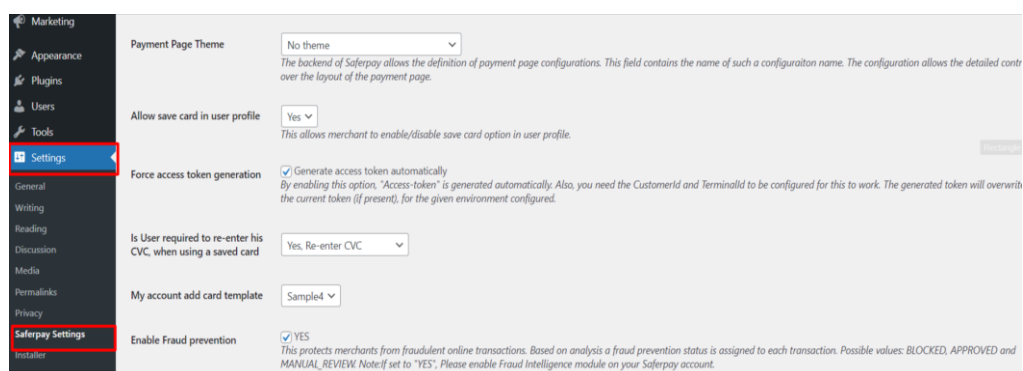 Marketing
Appearance
Plugins
Users
Tools
Settings
General
Writing
Reading
Discussion
Media
Permalinks
Privacy
Saferpay Settings
Installer
Payment Page Theme
No theme
The backend of Saferpay allows the definition of payment page configurations. This field contains the name of such a configuraiton name. The configuration allows the detailed contr
over the layout of the payment page.
Allow save card in user profile
Yes
This allows merchant to enable/disable save card option in user profile.
Rectangle
Force access token generation
Generate access token automatically
By enabling this option, "Access-token" is generated automatically. Also, you need the CustomerId and TerminalId to be configured for this to work. The generated token will overwrite
the current token (if present), for the given environment configured.
Is User required to re-enter his
CVC, when using a saved card
Yes, Re-enter CVC
My account add card template
Sample4
Enable Fraud prevention
YES
This protects merchants from fraudulent online transactions. Based on analysis a fraud prevention status is assigned to each transaction. Possible values: BLOCKED, APPROVED and
MANUAL_REVIEW. Note:If set to "YES", Please enable Fraud Intelligence module on your Saferpay account.